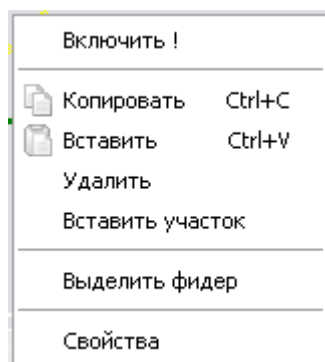 Включить !
Копировать Ctrl+C
Вставить Ctrl+V
Удалить
Вставить участок
Выделить фидер
Свойства